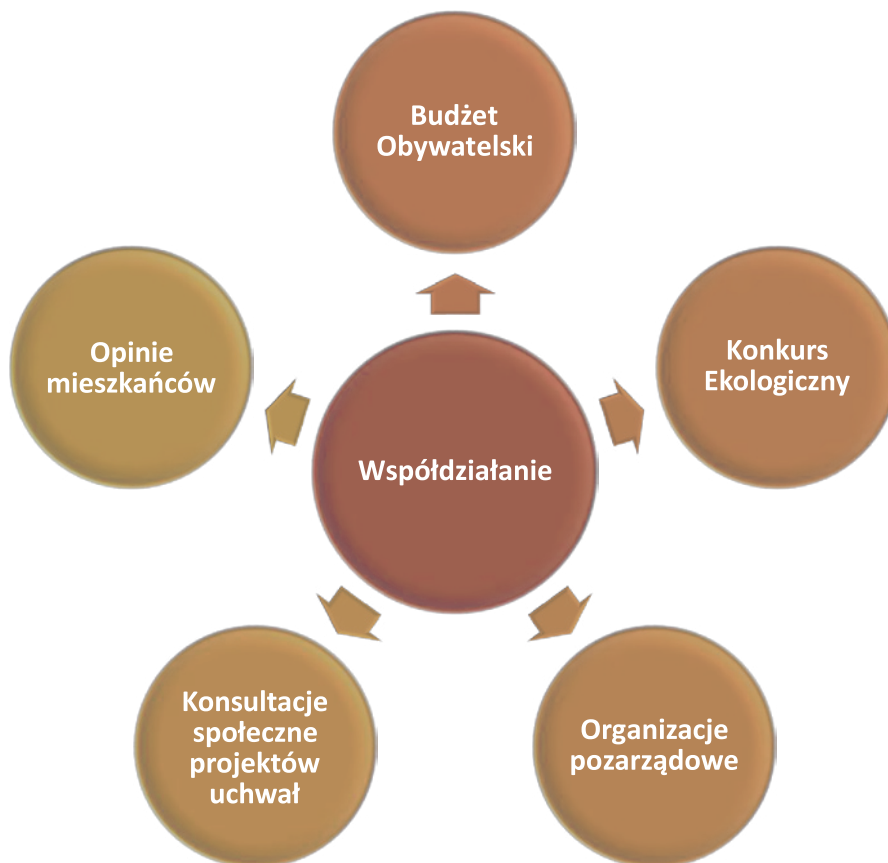 Budżet
Obywatelski
Opinie
mieszkańców
Konkurs
Ekologiczny
Współdziałanie
Konsultacje
społeczne
projektów
uchwał
Organizacje
pozarządowe